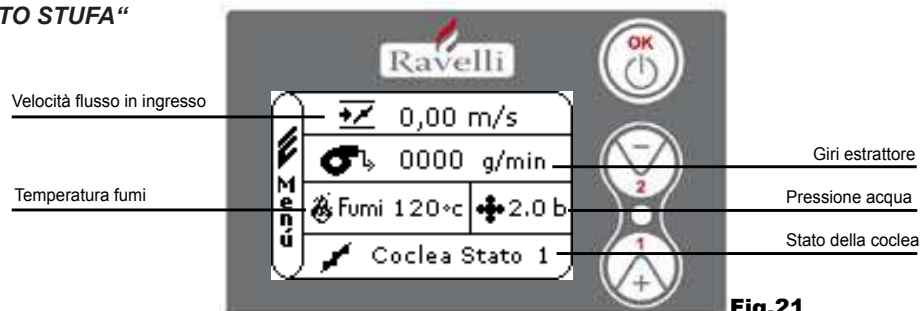 TO STUFA“
Ravelli
OK
Velocità flusso in ingresso
0,00 m/s
0000 g/min
Giri estrattore
Menú
Temperatura fumi
Fumi 120°c
2.0 b
2
Pressione acqua
Coclea Stato 1
1
Stato della coclea
Fig.21